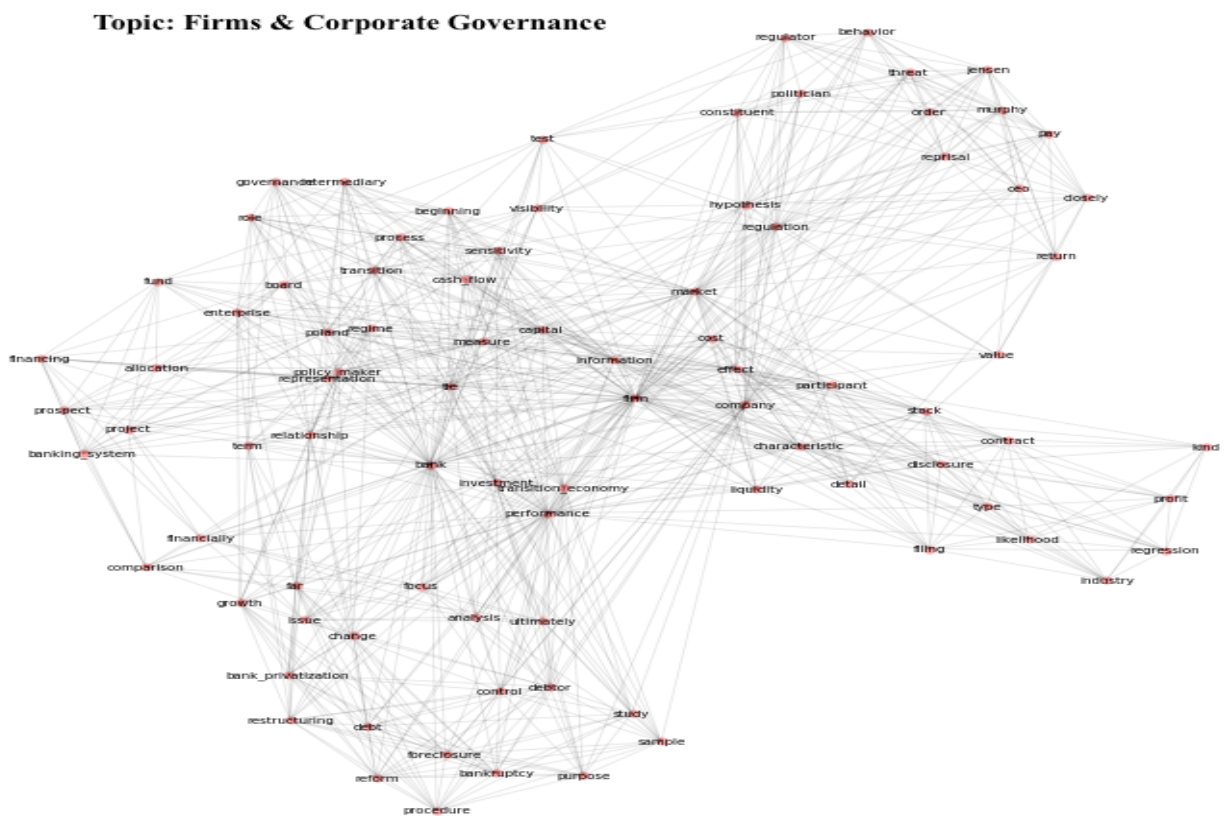 Topic: Firms & Corporate Governance
regulator
behavior
threat
jensen
politician
constituent
order
murphy
pay
test
reprisal
governance
intermediary
ceo
closely
role
beginning
visibility
hypothesis
regulation
process
sensitivity
return
transition
fund
board
cash_flow
market
enterprise
poland
regime
capital
measure
cost
value
financing
allocation
information
effect
policy_maker
representation
tie
participant
firm
company
prospect
stock
project
relationship
contract
term
characteristic
kind
banking_system
bank
disclosure
investment
transition_economy
liquidity
detail
profit
performance
type
financially
likelihood
filing
regression
comparison
industry
far
focus
growth
issue
analysis
ultimately
change
bank_privatization
control
debtor
restructuring
debt
study
sample
foreclosure
reform
bankruptcy
purpose
procedure